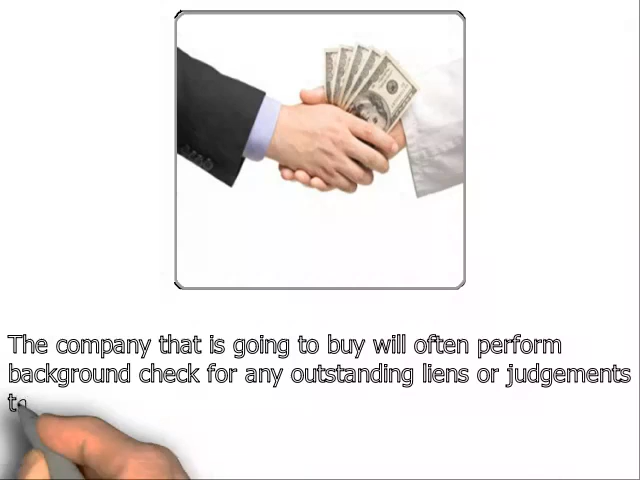 The company that is going to buy will often perform
background check for any outstanding liens or judgements